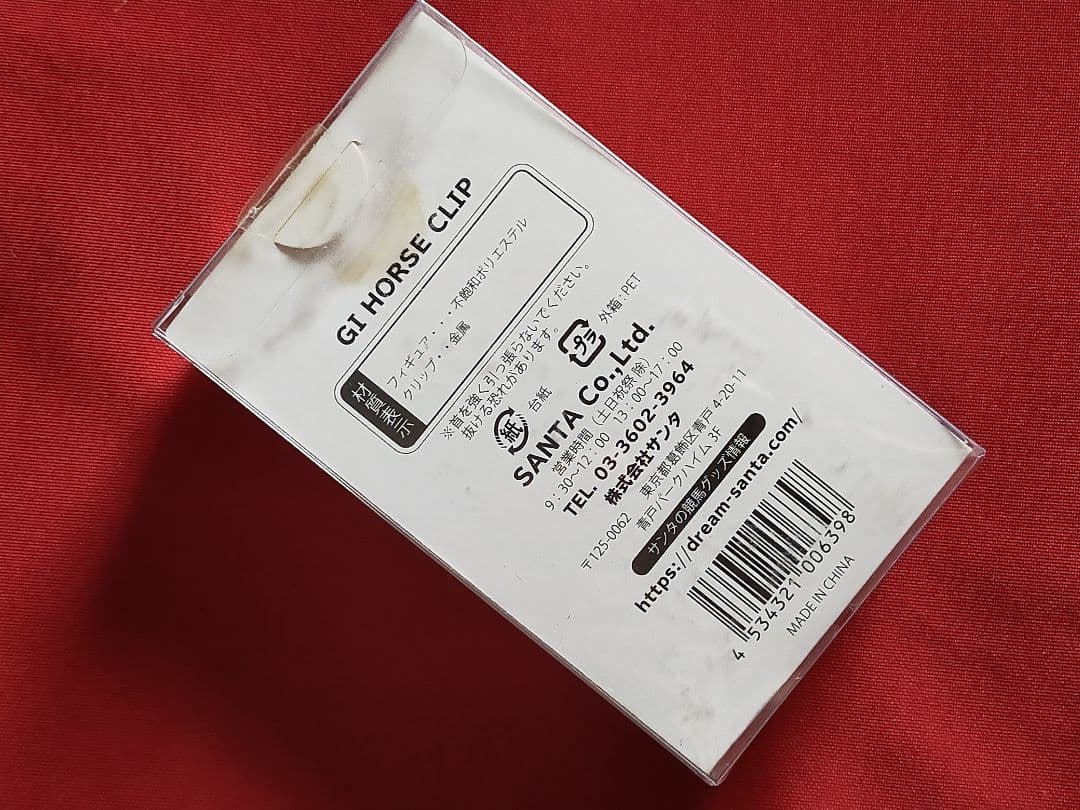 GI HORSE CLIP
材質表示
フィギュア・・・不飽和ポリエステル
クリップ・・金属
※首を強く引っ張らないでください。
抜ける恐れがあります。
紙 台紙 プラ 外箱：PET
SANTA Co.,Ltd.
営業時間（土日祝祭 除）
9：30～12：00　13：00～17：00
TEL. 03-3602-3964
株式会社サンタ
〒125-0062　東京都葛飾区青戸 4-20-11
青戸パークハイム 3F
サンタの競馬グッズ情報
https://dream-santa.com/
4 534321 006398
MADE IN CHINA